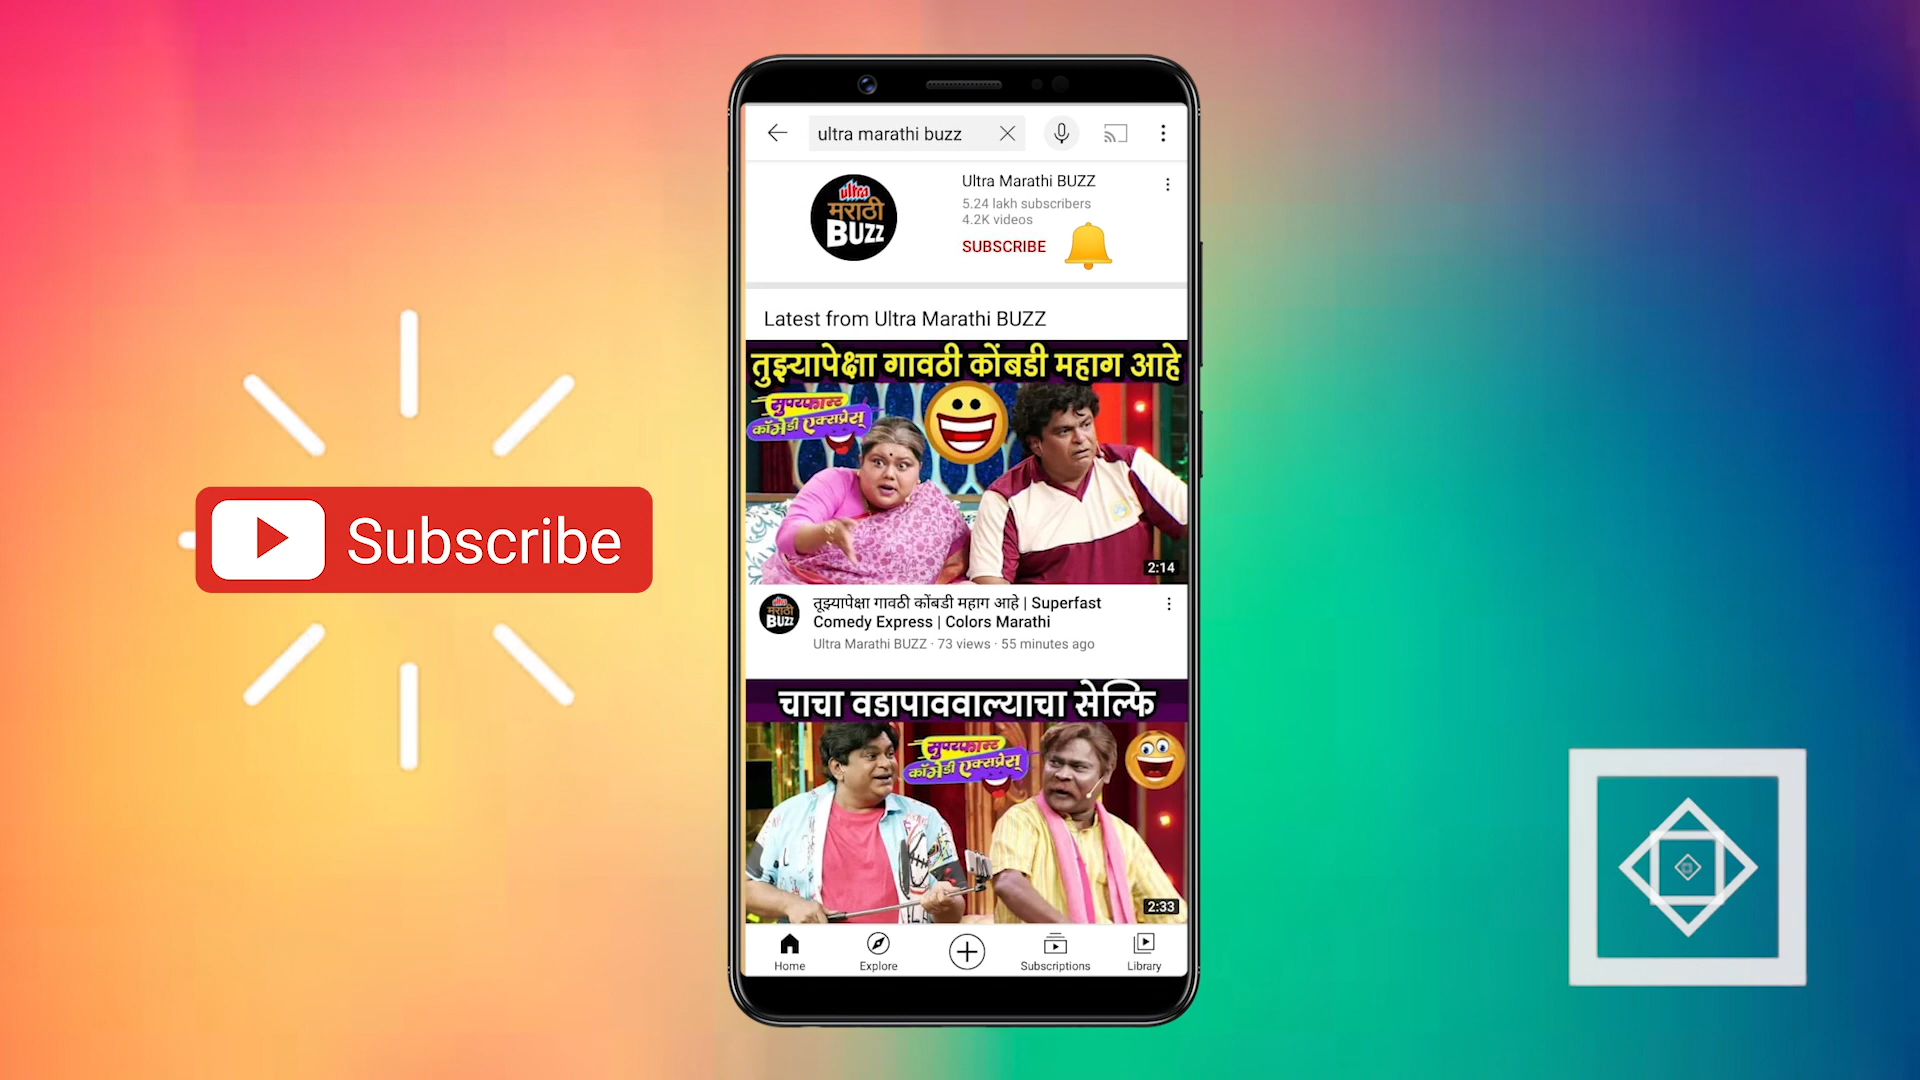 ultra marathi buzz
ultra
मराठी
BUZZ
Ultra Marathi BUZZ
5.24 lakh subscribers
4.2K videos
SUBSCRIBE
Latest from Ultra Marathi BUZZ
तुझ्यापेक्षा गावठी कोंबडी महाग आहे
सुपरफास्ट
कॉमेडी एक्सप्रेस्
2:14
ultra
मराठी
BUZZ
तूझ्यापेक्षा गावठी कोंबडी महाग आहे | Superfast
Comedy Express | Colors Marathi
Ultra Marathi BUZZ · 73 views · 55 minutes ago
चाचा वडापाववाल्याचा सेल्फि
सुपरफास्ट
कॉमेडी एक्सप्रेस्
2:33
Home
Explore
Subscriptions
Library
Subscribe